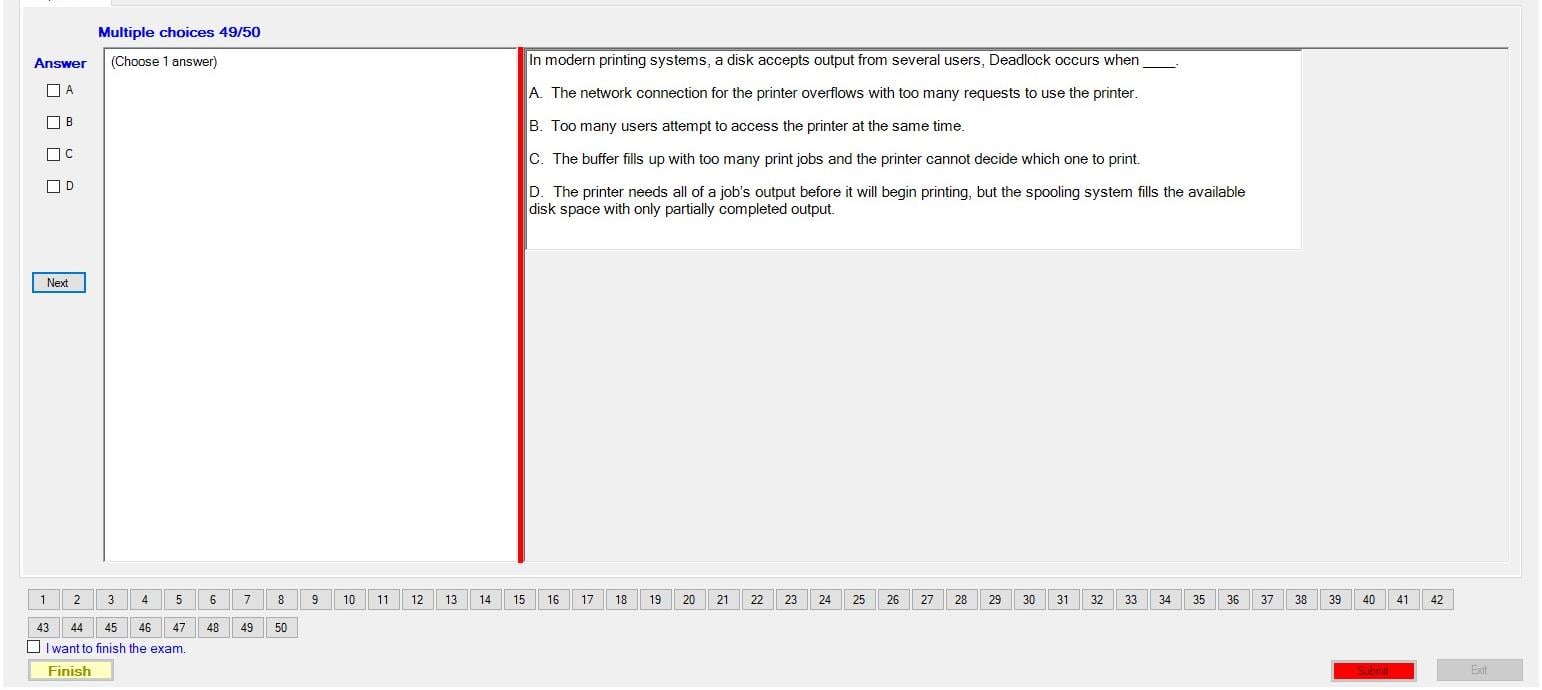 Multiple choices 49/50
Answer
(Choose 1 answer)
A
B
C
D
Next
In modern printing systems, a disk accepts output from several users, Deadlock occurs when ____.
A. The network connection for the printer overflows with too many requests to use the printer.
B. Too many users attempt to access the printer at the same time.
C. The buffer fills up with too many print jobs and the printer cannot decide which one to print.
D. The printer needs all of a job's output before it will begin printing, but the spooling system fills the available
disk space with only partially completed output.
1 2 3 4 5 6 7 8 9 10 11 12 13 14 15 16 17 18 19 20 21 22 23 24 25 26 27 28 29 30 31 32 33 34 35 36 37 38 39 40 41 42
43 44 45 46 47 48 49 50
I want to finish the exam.
Finish
Submit
Exit